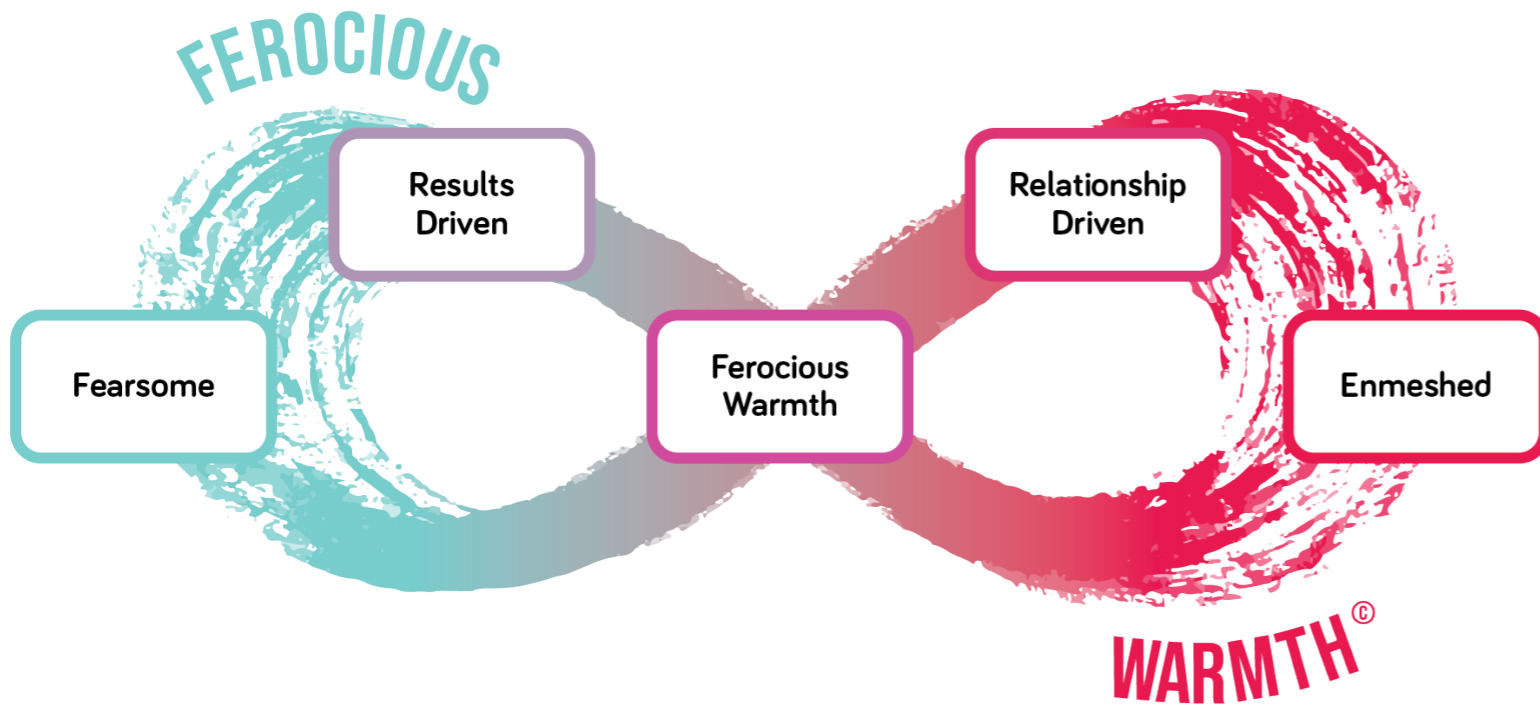 FEROCIOUS
Results
Driven
Relationship
Driven
Fearsome
Ferocious
Warmth
Enmeshed
WARMTH©